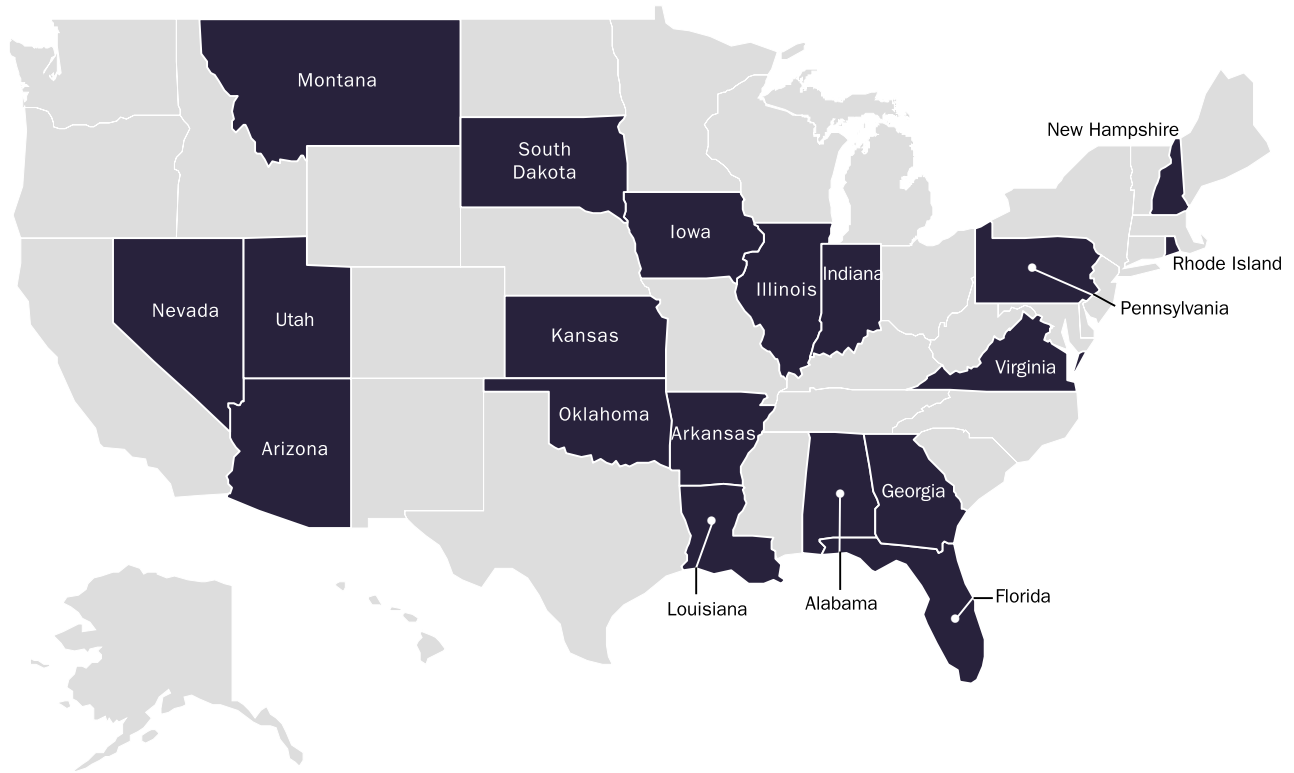 Montana
New Hampshire
South
Dakota
Iowa
Rhode Island
Indiana
Illinois
Nevada
Utah
Pennsylvania
Kansas
Virginia
Oklahoma
Arkansas
Arizona
Georgia
Florida
Alabama
Louisiana